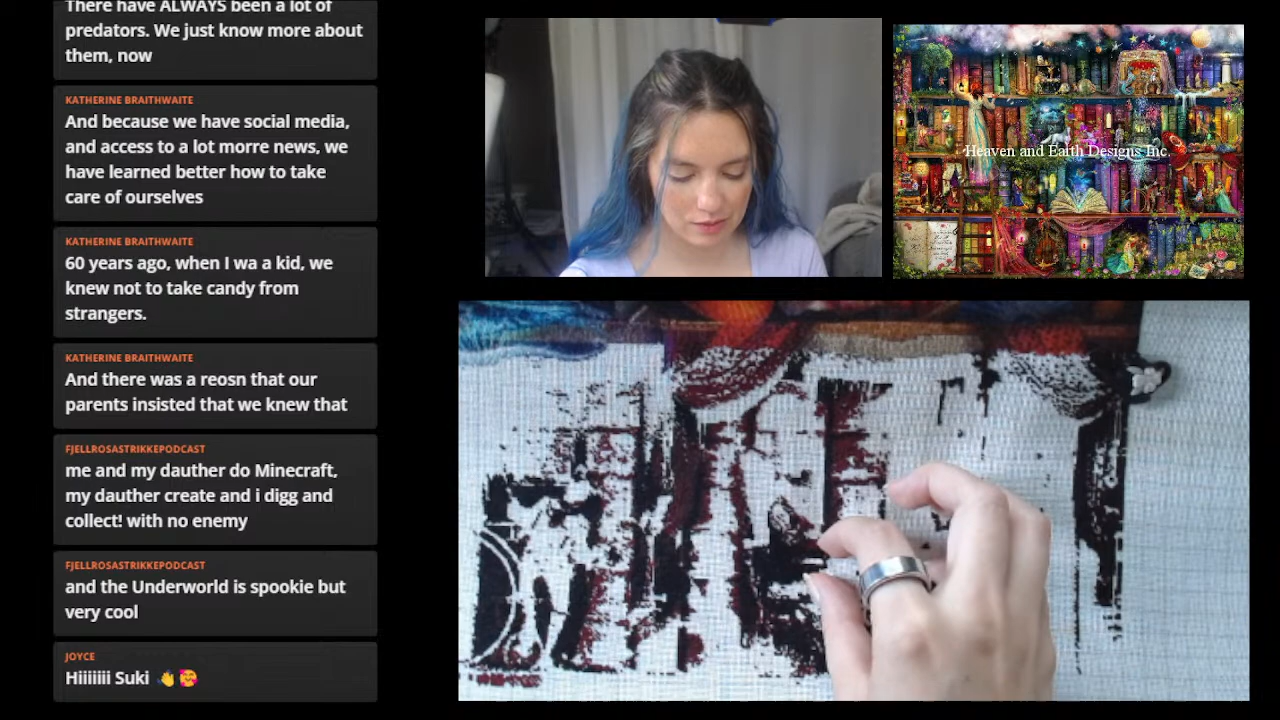 There have ALWAYS been a lot of
predators. We just know more about
them, now
KATHERINE BRAITHWAITE
And because we have social media,
and access to a lot morre news, we
have learned better how to take
care of ourselves
KATHERINE BRAITHWAITE
60 years ago, when I wa a kid, we
knew not to take candy from
strangers.
KATHERINE BRAITHWAITE
And there was a reosn that our
parents insisted that we knew that
FJELLROSASTRIKKEPODCAST
me and my dauther do Minecraft,
my dauther create and i digg and
collect! with no enemy
FJELLROSASTRIKKEPODCAST
and the Underworld is spookie but
very cool
JOYCE
Hiiiiiii Suki 👋🥰
Heaven and Earth Designs Inc.